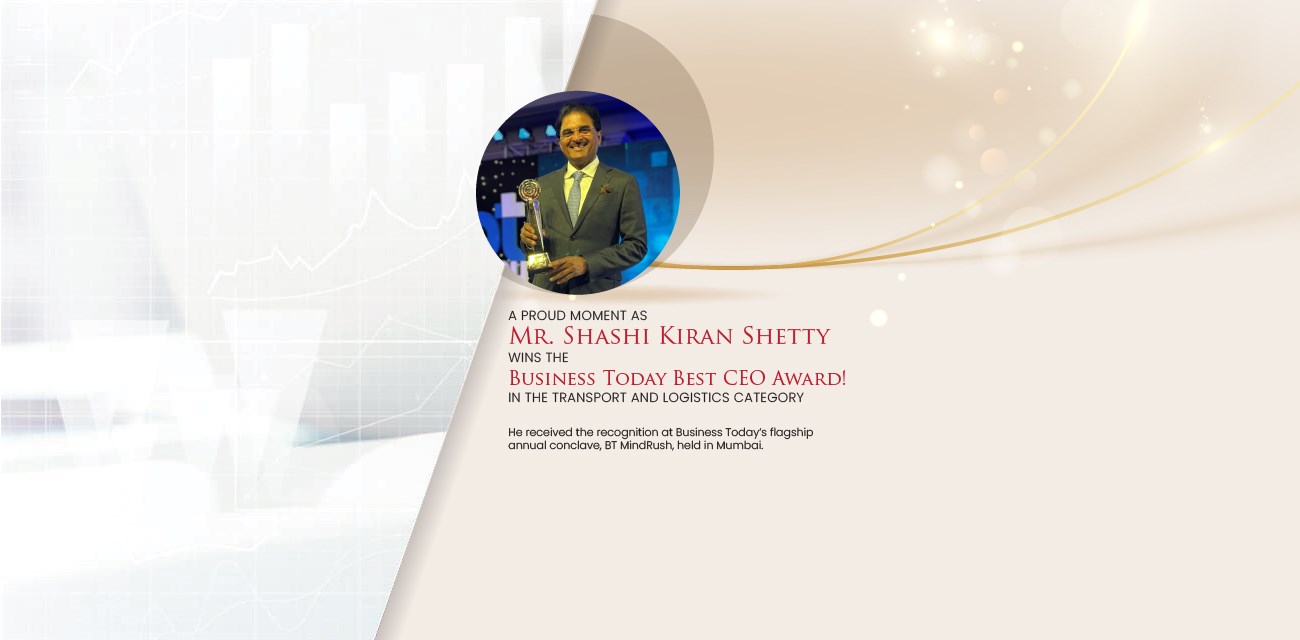 A PROUD MOMENT AS
MR. SHASHI KIRAN SHETTY
WINS THE
BUSINESS TODAY BEST CEO AWARD!
IN THE TRANSPORT AND LOGISTICS CATEGORY
He received the recognition at Business Today's flagship
annual conclave, BT MindRush, held in Mumbai.